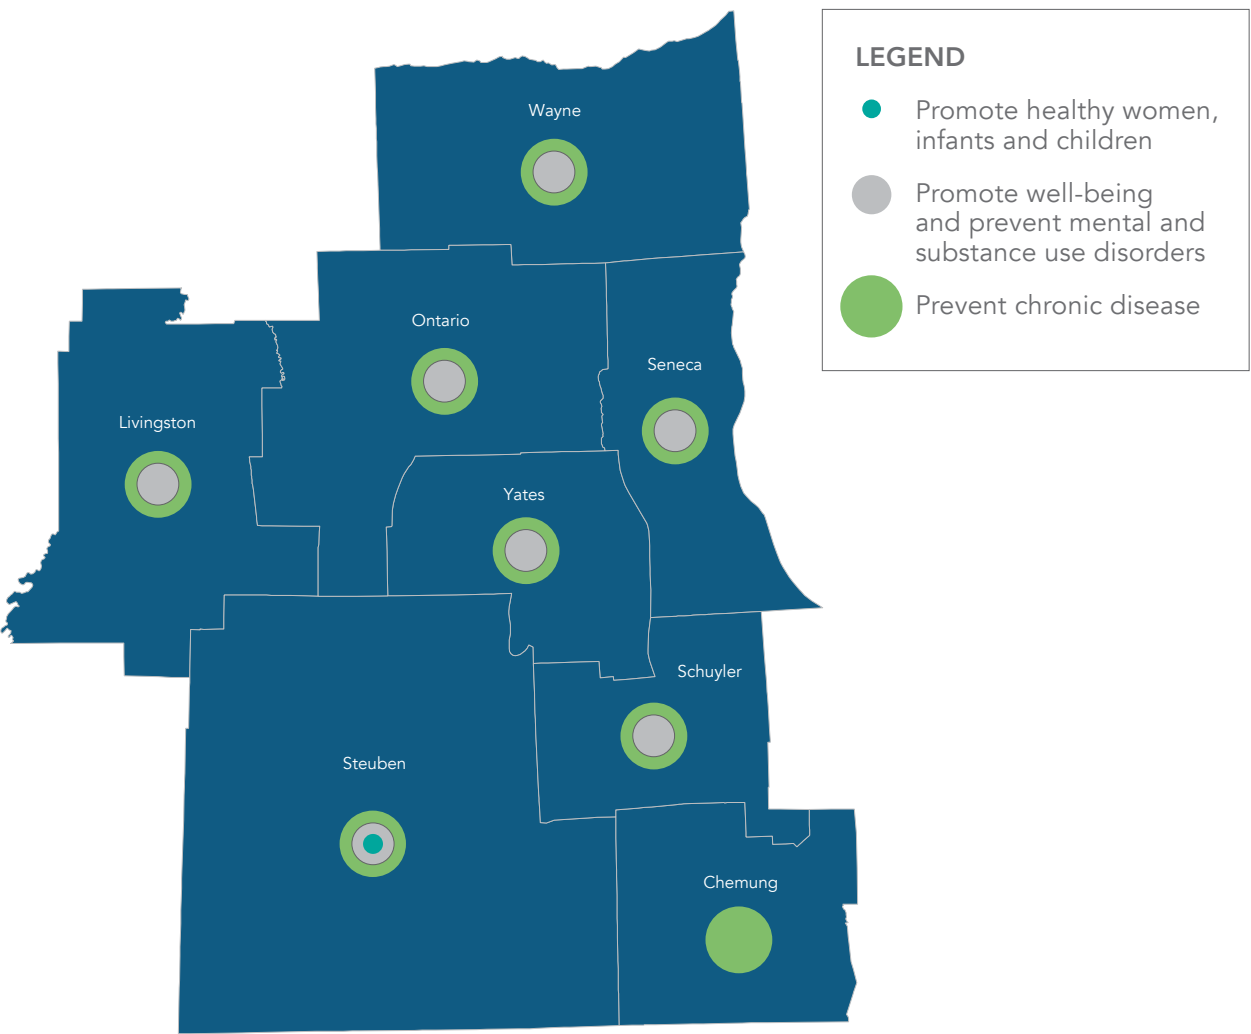 LEGEND
Promote healthy women,
infants and children
Promote well-being
and prevent mental and
substance use disorders
Prevent chronic disease
Wayne
Ontario
Seneca
Livingston
Yates
Schuyler
Steuben
Chemung